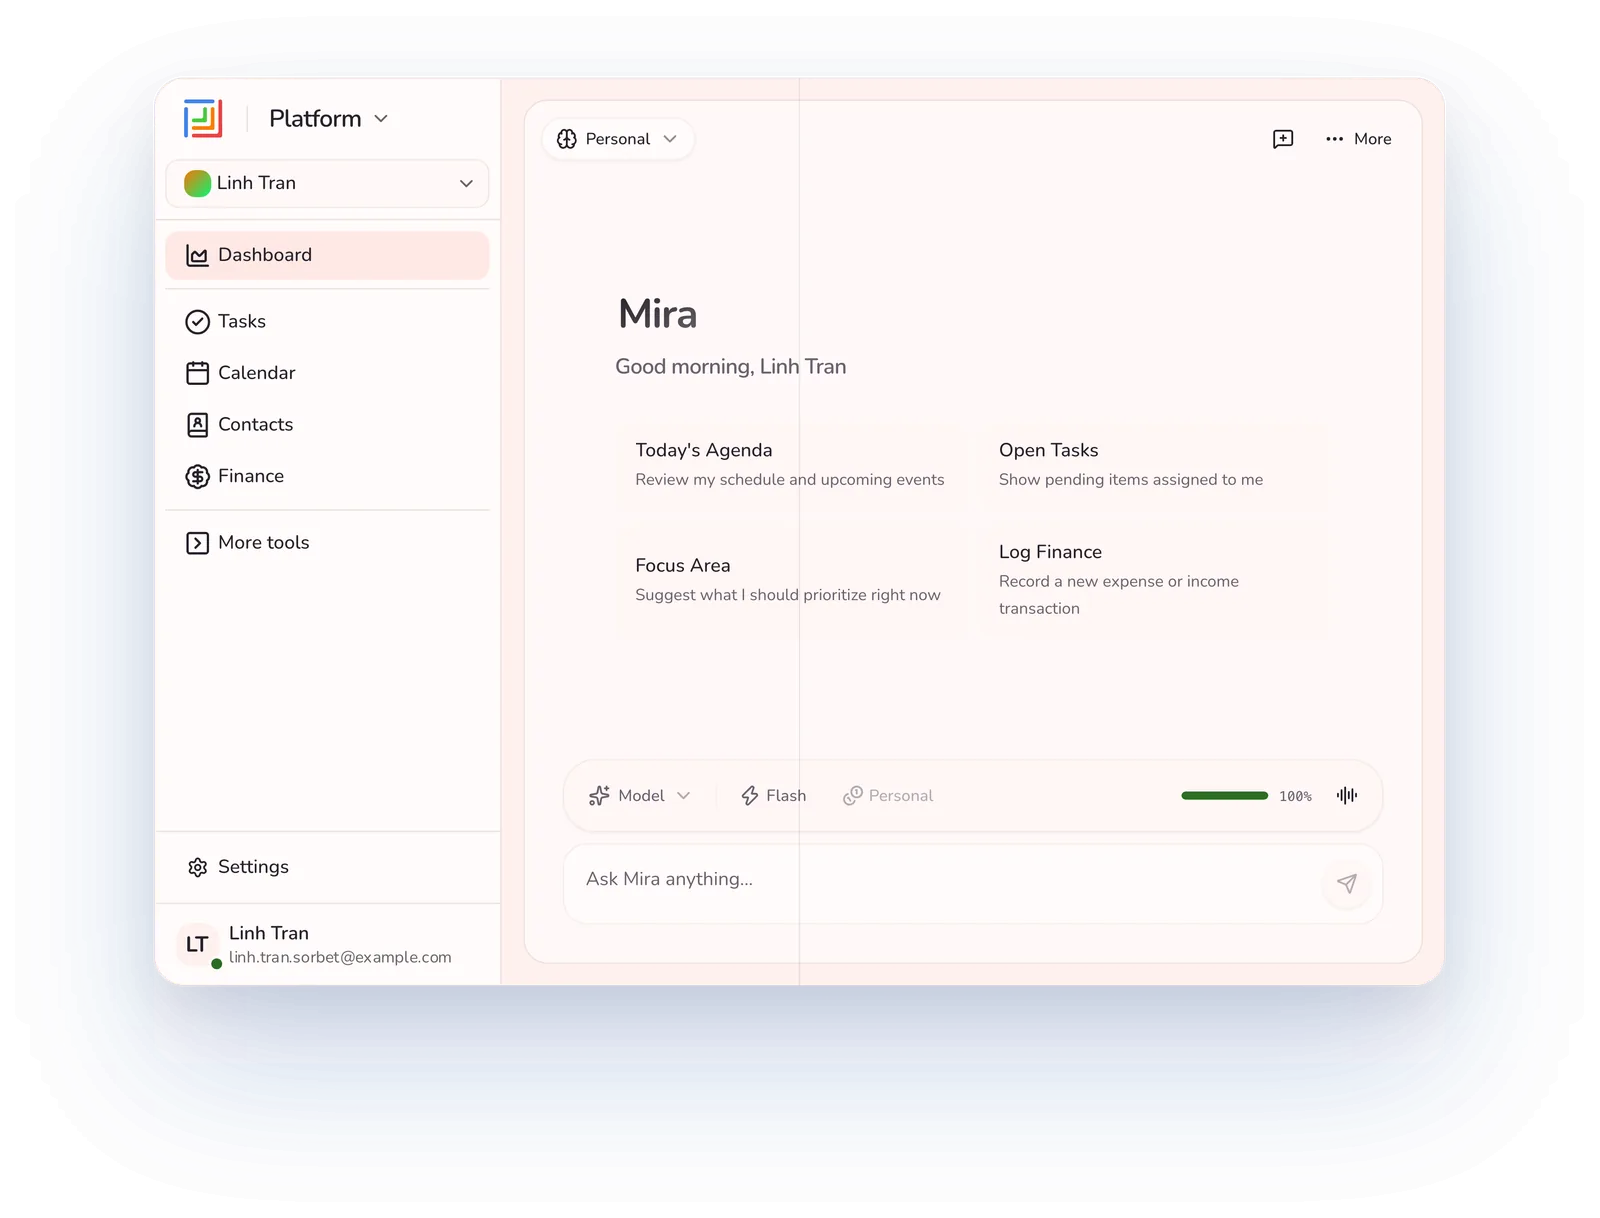 Platform
Linh Tran
Dashboard
Tasks
Calendar
Contacts
Finance
More tools
Settings
LT
Linh Tran
linh.tran.sorbet@example.com
Personal
More
Mira
Good morning, Linh Tran
Today's Agenda
Review my schedule and upcoming events
Open Tasks
Show pending items assigned to me
Focus Area
Suggest what I should prioritize right now
Log Finance
Record a new expense or income
transaction
Model
Flash
Personal
100%
Ask Mira anything...